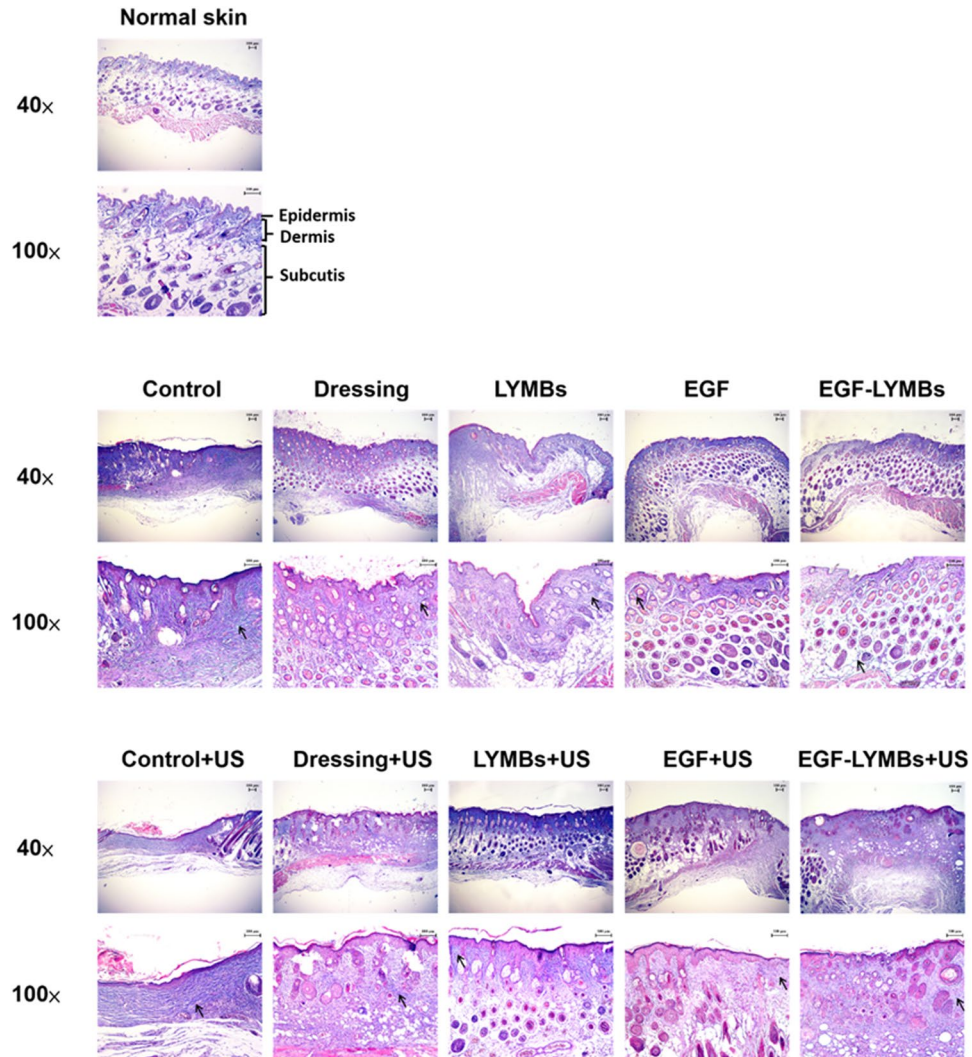 Normal skin
40×
100×
Epidermis
Dermis
Subcutis
Control Dressing LYMBs EGF EGF-LYMBs
40×
100×
Control+US Dressing+US LYMBs+US EGF+US EGF-LYMBs+US
40×
100×